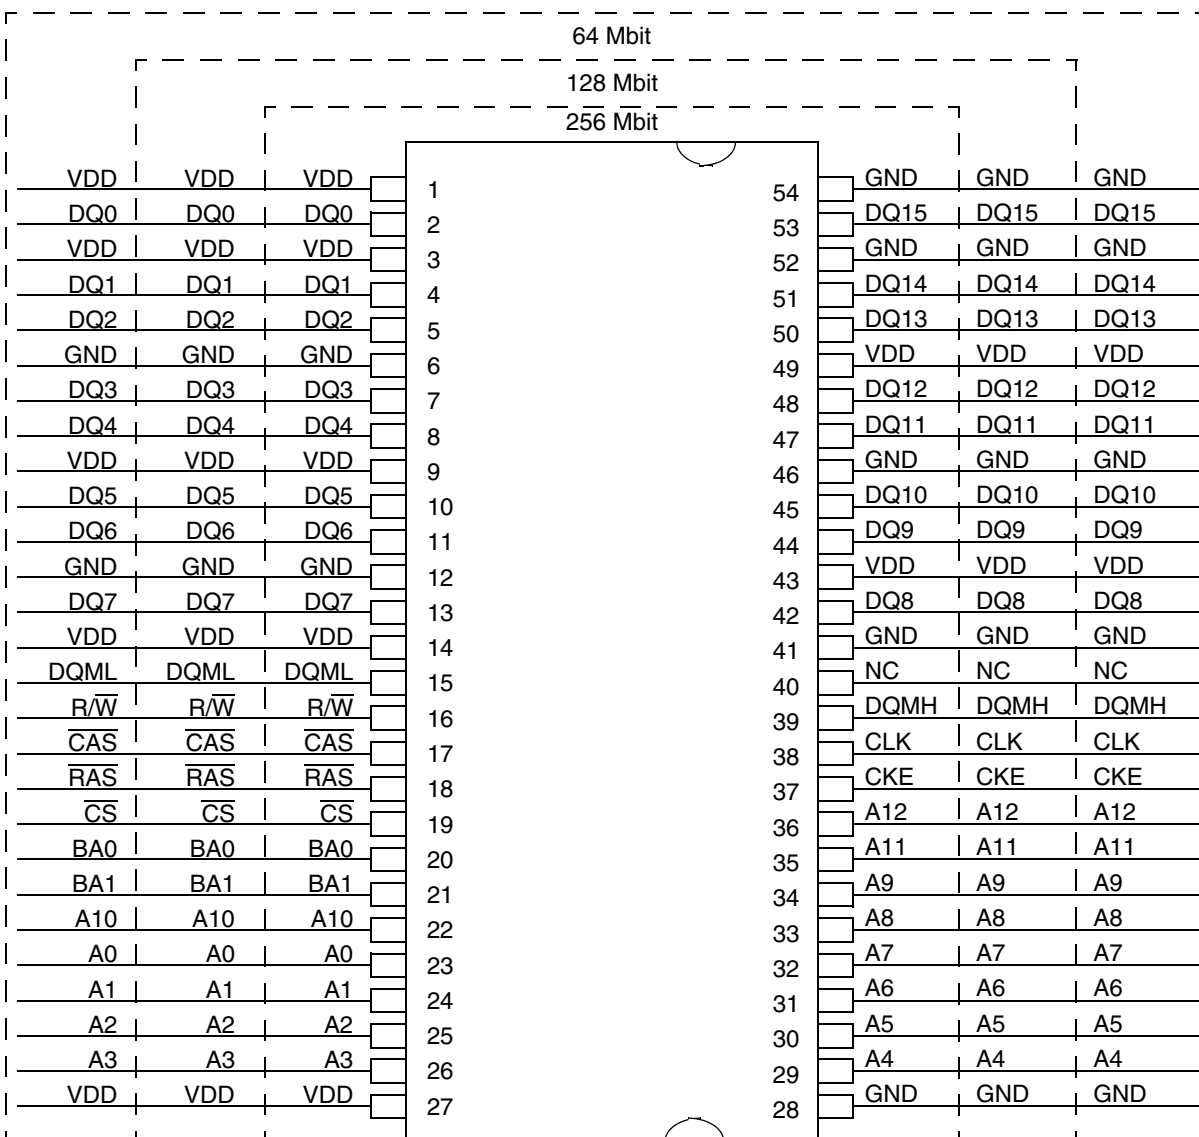 64 Mbit
128 Mbit
256 Mbit
VDD VDD VDD 1 54 GND GND GND
DQ0 DQ0 DQ0 2 53 DQ15 DQ15 DQ15
VDD VDD VDD 3 52 GND GND GND
DQ1 DQ1 DQ1 4 51 DQ14 DQ14 DQ14
DQ2 DQ2 DQ2 5 50 DQ13 DQ13 DQ13
GND GND GND 6 49 VDD VDD VDD
DQ3 DQ3 DQ3 7 48 DQ12 DQ12 DQ12
DQ4 DQ4 DQ4 8 47 DQ11 DQ11 DQ11
VDD VDD VDD 9 46 GND GND GND
DQ5 DQ5 DQ5 10 45 DQ10 DQ10 DQ10
DQ6 DQ6 DQ6 11 44 DQ9 DQ9 DQ9
GND GND GND 12 43 VDD VDD VDD
DQ7 DQ7 DQ7 13 42 DQ8 DQ8 DQ8
VDD VDD VDD 14 41 GND GND GND
DQML DQML DQML 15 40 NC NC NC
R/W̅ R/W̅ R/W̅ 16 39 DQMH DQMH DQMH
C̅A̅S̅ C̅A̅S̅ C̅A̅S̅ 17 38 CLK CLK CLK
R̅A̅S̅ R̅A̅S̅ R̅A̅S̅ 18 37 CKE CKE CKE
C̅S̅ C̅S̅ C̅S̅ 19 36 A12 A12 A12
BA0 BA0 BA0 20 35 A11 A11 A11
BA1 BA1 BA1 21 34 A9 A9 A9
A10 A10 A10 22 33 A8 A8 A8
A0 A0 A0 23 32 A7 A7 A7
A1 A1 A1 24 31 A6 A6 A6
A2 A2 A2 25 30 A5 A5 A5
A3 A3 A3 26 29 A4 A4 A4
VDD VDD VDD 27 28 GND GND GND